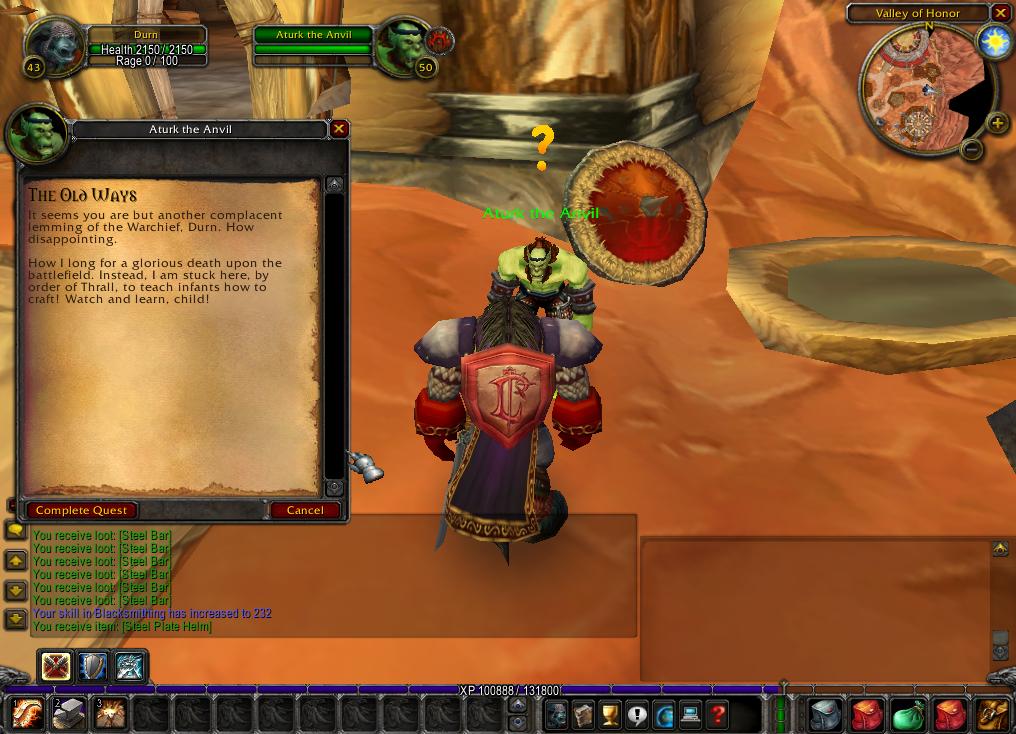 Durn
Health 2150 / 2150
Rage 0 / 100
43
Aturk the Anvil
50
Valley of Honor
N
Aturk the Anvil
The Old Ways
It seems you are but another complacent
lemming of the Warchief, Durn. How
disappointing.
How I long for a glorious death upon the
battlefield. Instead, I am stuck here, by
order of Thrall, to teach infants how to
craft! Watch and learn, child!
Complete Quest
Cancel
?
Aturk the Anvil
You receive loot: [Steel Bar]
You receive loot: [Steel Bar]
You receive loot: [Steel Bar]
You receive loot: [Steel Bar]
You receive loot: [Steel Bar]
You receive loot: [Steel Bar]
Your skill in Blacksmithing has increased to 232
You receive item: [Steel Plate Helm]
XP 100888 / 131800
2
3